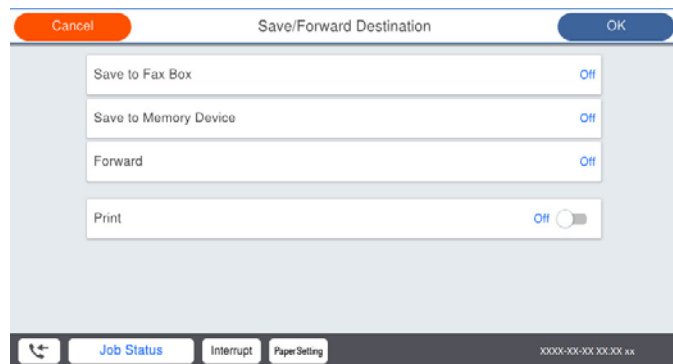 Cancel Save/Forward Destination OK
Save to Fax Box Off
Save to Memory Device Off
Forward Off
Print Off
Job Status Interrupt Paper Setting XXXX-XX-XX XX:XX xx